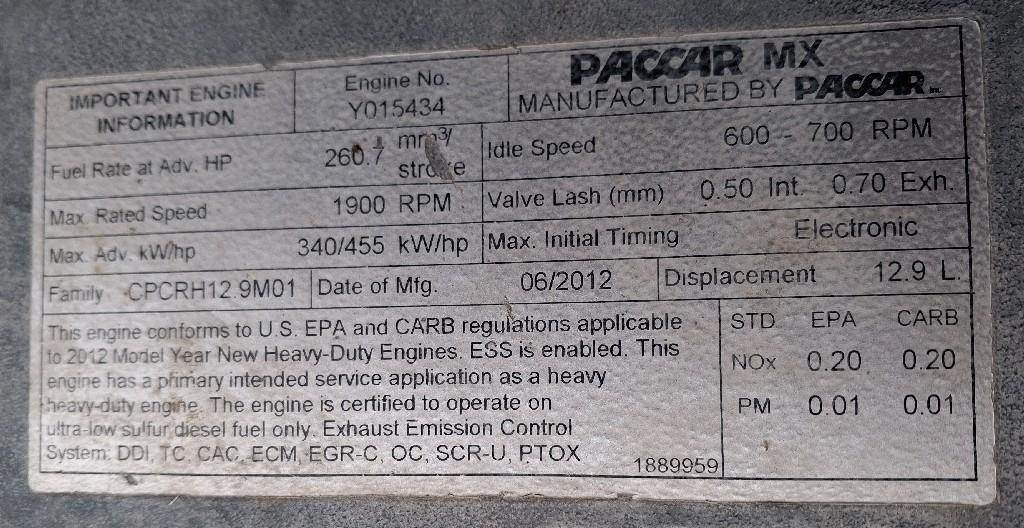 IMPORTANT ENGINE INFORMATION
Engine No.
Y015434
PACCAR MX
MANUFACTURED BY PACCAR Inc
Fuel Rate at Adv. HP 260.7 mm³/stroke
Idle Speed 600 - 700 RPM
Max. Rated Speed 1900 RPM
Valve Lash (mm) 0.50 Int. 0.70 Exh.
Max. Adv. kW/hp 340/455 kW/hp
Max. Initial Timing Electronic
Family CPCRH12.9M01
Date of Mfg. 06/2012
Displacement 12.9 L.
This engine conforms to U.S. EPA and CARB regulations applicable
to 2012 Model Year New Heavy-Duty Engines. ESS is enabled. This
engine has a primary intended service application as a heavy
heavy-duty engine. The engine is certified to operate on
ultra-low sulfur diesel fuel only. Exhaust Emission Control
System: DDI, TC, CAC, ECM, EGR-C, OC, SCR-U, PTOX
1889959
STD EPA CARB
NOx 0.20 0.20
PM 0.01 0.01